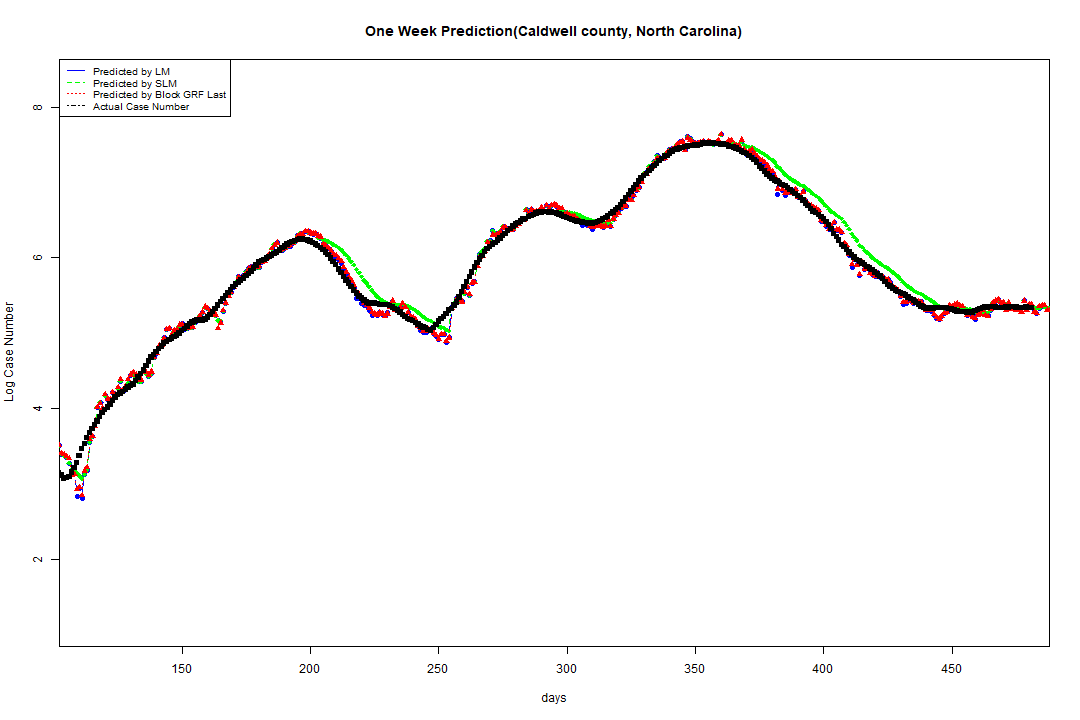 One Week Prediction(Caldwell county, North Carolina)
Predicted by LM
Predicted by SLM
Predicted by Block GRF Last
Actual Case Number
8
6
4
2
Log Case Number
150 200 250 300 350 400 450
days